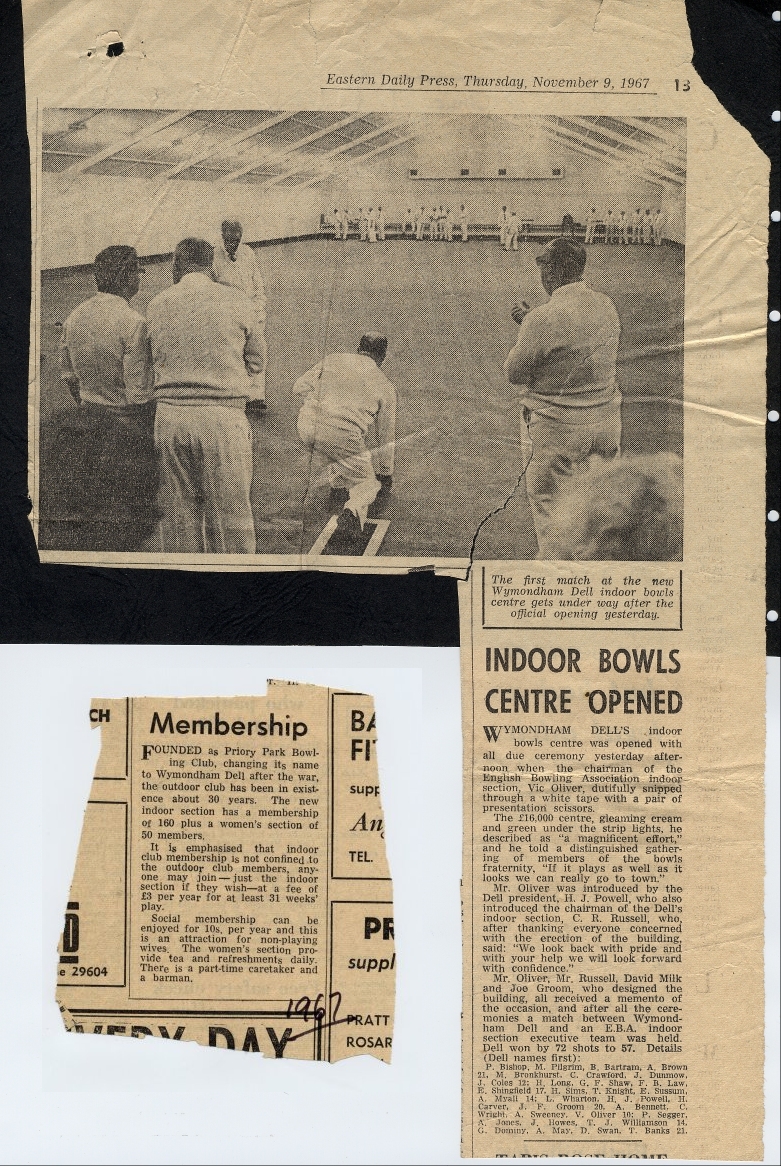 Eastern Daily Press, Thursday, November 9, 1967 13
The first match at the new
Wymondham Dell indoor bowls
centre gets under way after the
official opening yesterday.
INDOOR BOWLS
CENTRE OPENED
WYMONDHAM DELL'S indoor
bowls centre was opened with
all due ceremony yesterday after-
noon when the chairman of the
English Bowling Association indoor
section, Vic Oliver, dutifully snipped
through a white tape with a pair of
presentation scissors.
The £16,000 centre, gleaming cream
and green under the strip lights, he
described as "a magnificent effort,"
and he told a distinguished gather-
ing of members of the bowls
fraternity, "If it plays as well as it
looks we can really go to town."
Mr. Oliver was introduced by the
Dell president, H. J. Powell, who also
introduced the chairman of the Dell's
indoor section, C. R. Russell, who,
after thanking everyone concerned
with the erection of the building,
said: "We look back with pride and
with your help we will look forward
with confidence."
Mr. Oliver, Mr. Russell, David Milk
and Joe Groom, who designed the
building, all received a memento of
the occasion, and after all the cere-
monies a match between Wymond-
ham Dell and an E.B.A. indoor
section executive team was held.
Dell won by 72 shots to 57. Details
(Dell names first):
P. Bishop, M. Pilgrim, B. Bartram, A. Brown
21, M. Bronkhurst, C. Crawford, J. Dunmow,
J. Coles 12; H. Long, G. F. Shaw, F. B. Law,
E. Shingfield 17, H. Sims, T. Knight, E. Sussum,
A. Myall 14; L. Wharton, H. J. Powell, H.
Carver, J. F. Groom 20, A. Bennett, C.
Wright, A. Sweeney, V. Oliver 10; P. Segger,
A. Jones, J. Howes, T. J. Williamson 14,
G. Dominy, A. May, D. Swan, T. Banks 21.
Membership
FOUNDED as Priory Park Bowl-
ing Club, changing its name
to Wymondham Dell after the war,
the outdoor club has been in exist-
ence about 30 years. The new
indoor section has a membership
of 160 plus a women's section of
50 members.
It is emphasised that indoor
club membership is not confined to
the outdoor club members, any-
one may join—just the indoor
section if they wish—at a fee of
£3 per year for at least 31 weeks'
play.
Social membership can be
enjoyed for 10s. per year and this
is an attraction for non-playing
wives. The women's section pro-
vide tea and refreshments daily.
There is a part-time caretaker and
a barman.
1967
CH
29604
VERY DAY
BA
FI
supp
An
TEL.
PR
suppl
PRATT
ROSAR